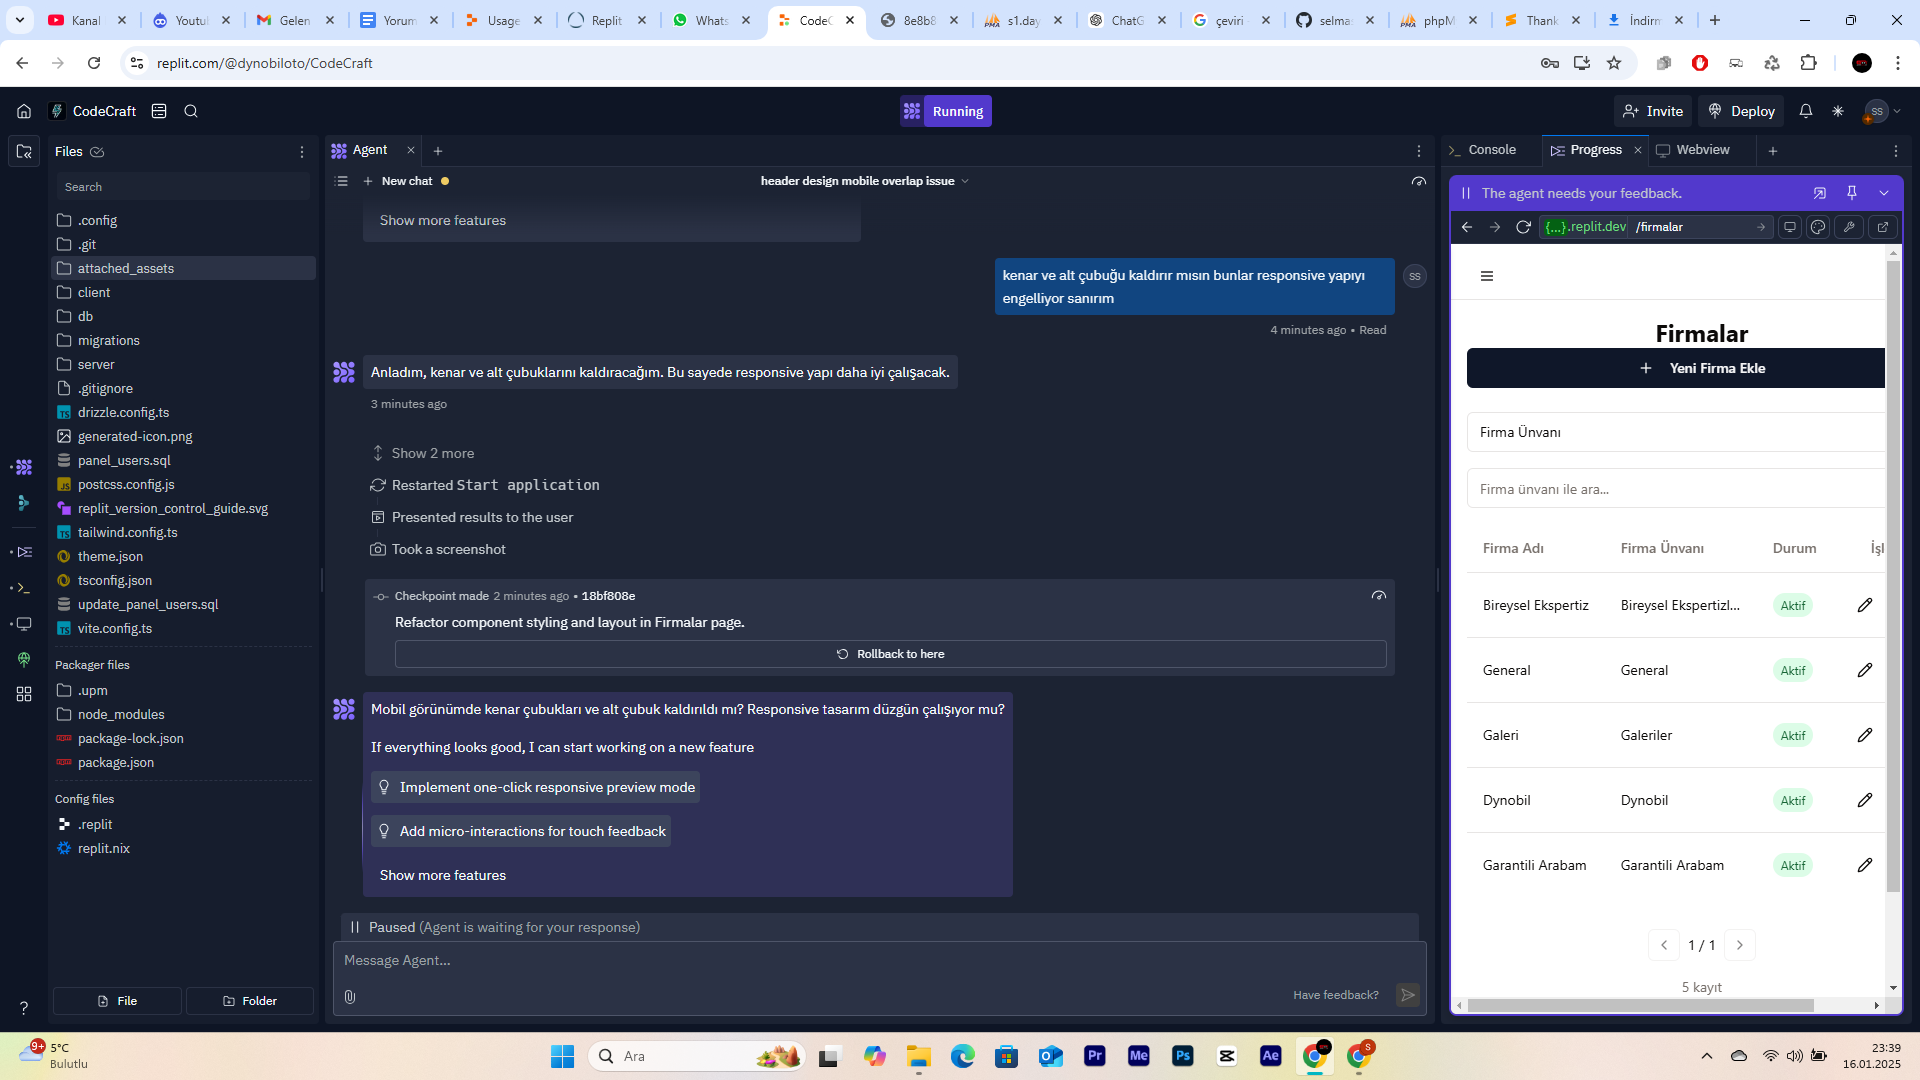 Kanal
Youtu
Gelen
Yorum
Usage
Replit
Whats
CodeC
8e8b8
s1.day
ChatG
çeviri -
selma
phpM
Thank
İndirm
replit.com/@dynobiloto/CodeCraft
CodeCraft
Running
Invite
Deploy
SS
Files
Search
.config
.git
attached_assets
client
db
migrations
server
.gitignore
drizzle.config.ts
generated-icon.png
panel_users.sql
postcss.config.js
replit_version_control_guide.svg
tailwind.config.ts
theme.json
tsconfig.json
update_panel_users.sql
vite.config.ts
Packager files
.upm
node_modules
package-lock.json
package.json
Config files
.replit
replit.nix
File
Folder
Agent
New chat
header design mobile overlap issue
Show more features
kenar ve alt çubuğu kaldırır mısın bunlar responsive yapıyı
engelliyor sanırım
SS
4 minutes ago • Read
Anladım, kenar ve alt çubuklarını kaldıracağım. Bu sayede responsive yapı daha iyi çalışacak.
3 minutes ago
Show 2 more
Restarted Start application
Presented results to the user
Took a screenshot
Checkpoint made 2 minutes ago • 18bf808e
Refactor component styling and layout in Firmalar page.
Rollback to here
Mobil görünümde kenar çubukları ve alt çubuk kaldırıldı mı? Responsive tasarım düzgün çalışıyor mu?
If everything looks good, I can start working on a new feature
Implement one-click responsive preview mode
Add micro-interactions for touch feedback
Show more features
Paused (Agent is waiting for your response)
Message Agent...
Have feedback?
Console
Progress
Webview
The agent needs your feedback.
{...}.replit.dev /firmalar
Firmalar
+ Yeni Firma Ekle
Firma Ünvanı
Firma ünvanı ile ara...
Firma Adı Firma Ünvanı Durum İşl
Bireysel Ekspertiz Bireysel Ekspertizl... Aktif
General General Aktif
Galeri Galeriler Aktif
Dynobil Dynobil Aktif
Garantili Arabam Garantili Arabam Aktif
1 / 1
5 kayıt
9+
5°C
Bulutlu
Ara
Pr
Me
Ps
Ae
S
23:39
16.01.2025